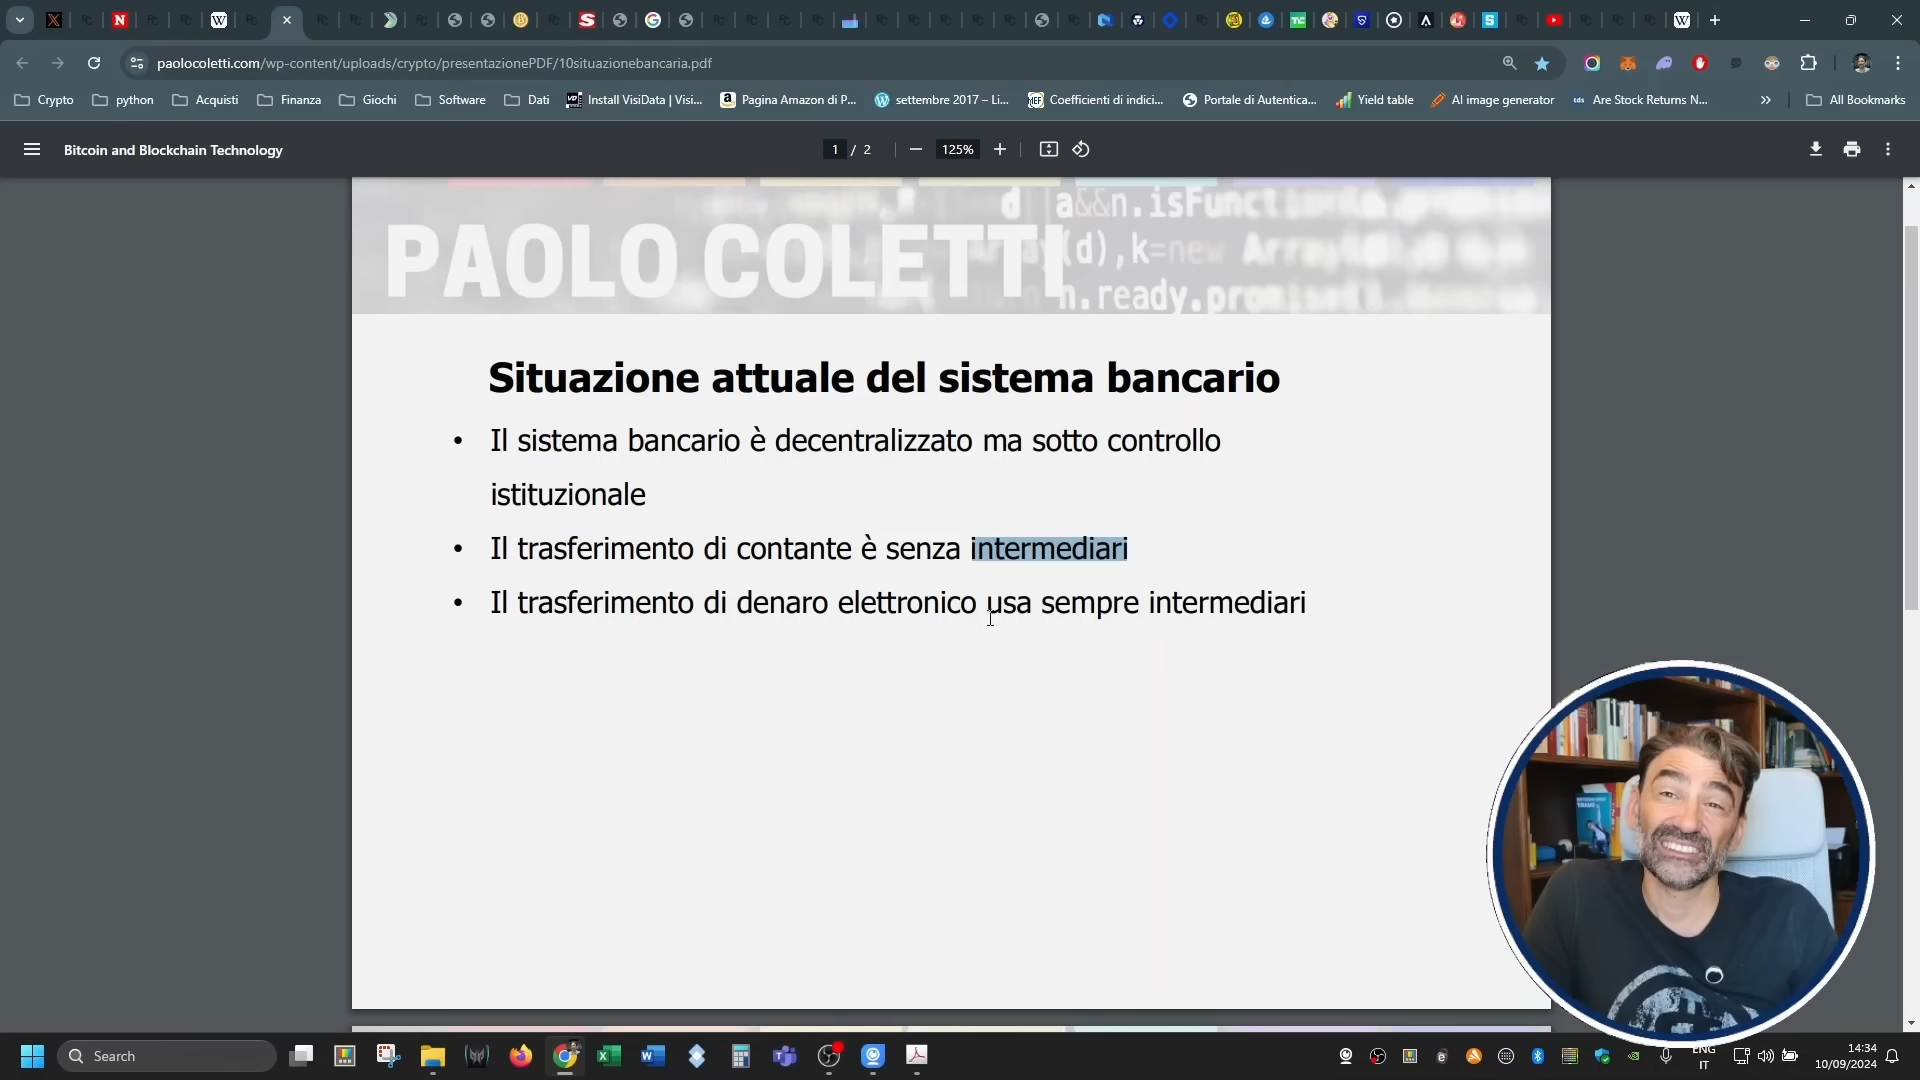 paolocoletti.com/wp-content/uploads/crypto/presentazionePDF/10situazionebancaria.pdf
Crypto
python
Acquisti
Finanza
Giochi
Software
Dati
Install VisiData | Visi...
Pagina Amazon di P...
settembre 2017 – Li...
Coefficienti di indici...
Portale di Autentica...
Yield table
AI image generator
Are Stock Returns N...
All Bookmarks
Bitcoin and Blockchain Technology
1 / 2
125%
PAOLO COLETTI
Situazione attuale del sistema bancario
• Il sistema bancario è decentralizzato ma sotto controllo
istituzionale
• Il trasferimento di contante è senza intermediari
• Il trasferimento di denaro elettronico usa sempre intermediari
Search
ENG
IT
14:34
10/09/2024